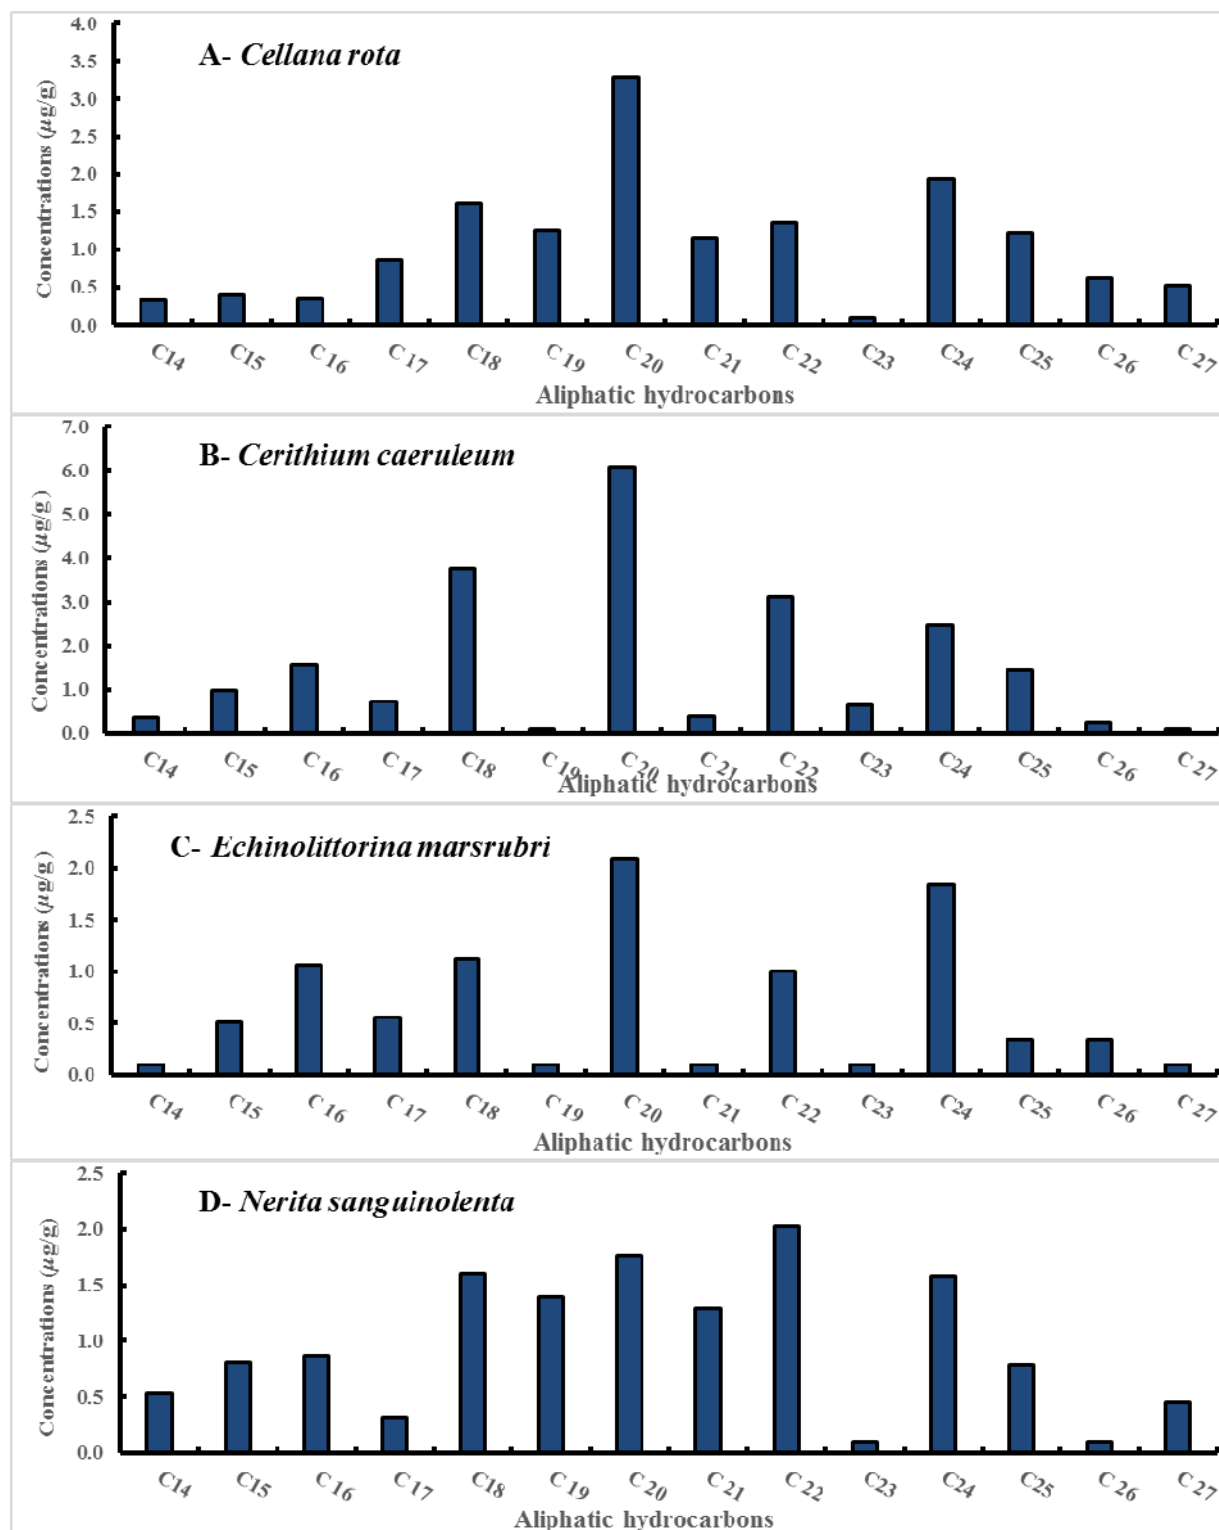 A- Cellana rota
Concentrations (µg/g)
4.0
3.5
3.0
2.5
2.0
1.5
1.0
0.5
0.0
C14 C15 C16 C17 C18 C19 C20 C21 C22 C23 C24 C25 C26 C27
Aliphatic hydrocarbons
B- Cerithium caeruleum
Concentrations (µg/g)
7.0
6.0
5.0
4.0
3.0
2.0
1.0
0.0
C14 C15 C16 C17 C18 C19 C20 C21 C22 C23 C24 C25 C26 C27
Aliphatic hydrocarbons
C- Echinolittorina marsrubri
Concentrations (µg/g)
2.5
2.0
1.5
1.0
0.5
0.0
C14 C15 C16 C17 C18 C19 C20 C21 C22 C23 C24 C25 C26 C27
Aliphatic hydrocarbons
D- Nerita sanguinolenta
Concentrations (µg/g)
2.5
2.0
1.5
1.0
0.5
0.0
C14 C15 C16 C17 C18 C19 C20 C21 C22 C23 C24 C25 C26 C27
Aliphatic hydrocarbons